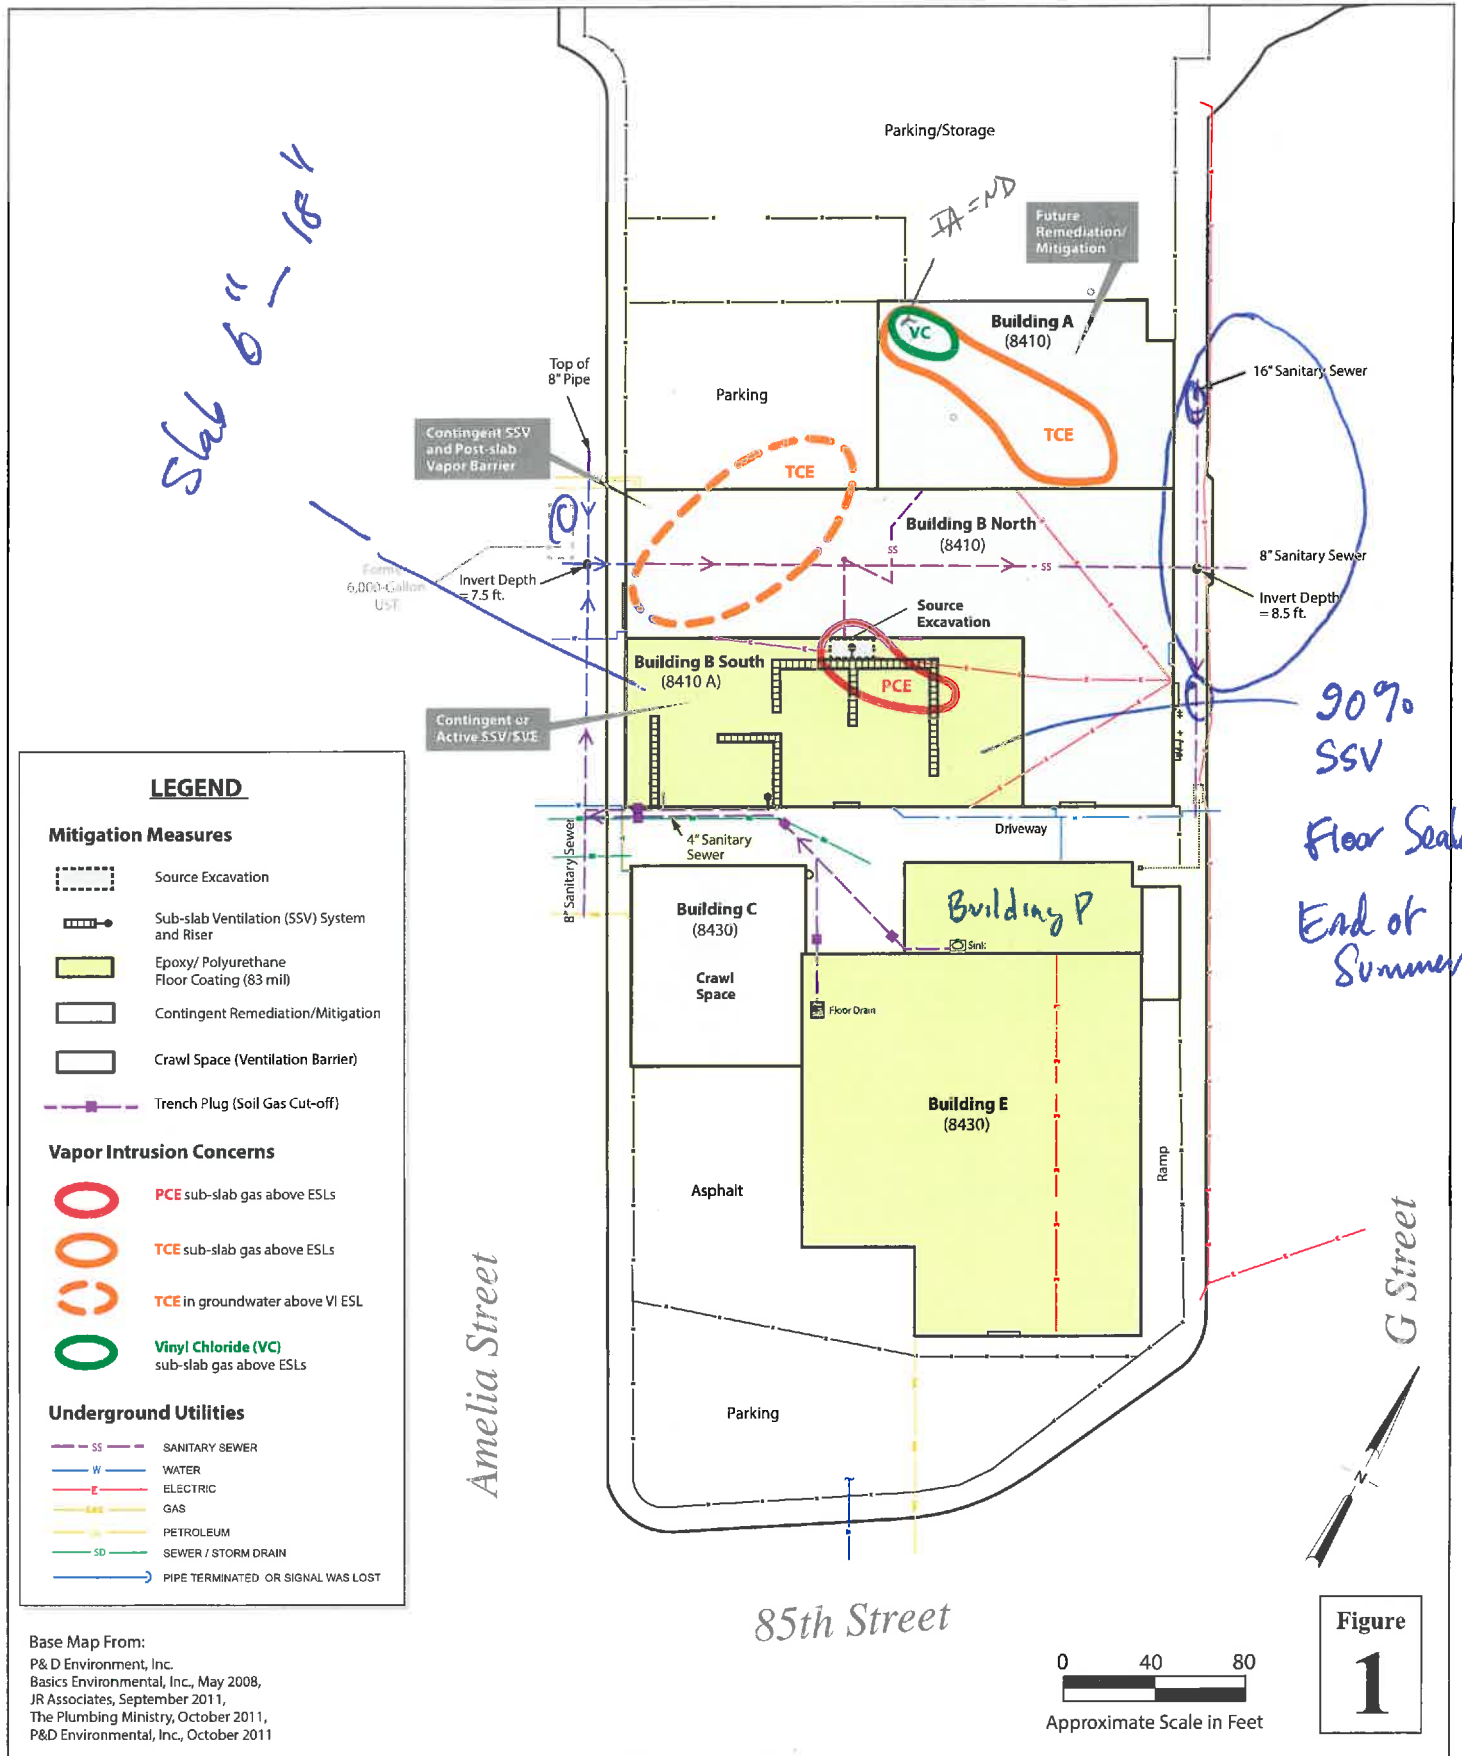 Parking/Storage
IA = ND
Future
Remediation/
Mitigation
Slab 6" - 18"
VC
Building A
(8410)
TCE
Top of
8" Pipe
Parking
16" Sanitary Sewer
Contingent SSV
and Post-slab
Vapor Barrier
TCE
Building B North
(8410)
SS
SS
8" Sanitary Sewer
Former
6,000-Gallon
UST
Invert Depth
= 7.5 ft.
Invert Depth
= 8.5 ft.
Source
Excavation
Building B South
(8410 A)
PCE
Contingent or
Active SSV/SVE
90%
SSV
Floor Seal
End of
Summer
Driveway
4" Sanitary
Sewer
8" Sanitary Sewer
Building C
(8430)
Crawl
Space
Building P
Sink
Floor Drain
Building E
(8430)
Ramp
Asphalt
Parking
Amelia Street
G Street
85th Street
N
LEGEND
Mitigation Measures
Source Excavation
Sub-slab Ventilation (SSV) System
and Riser
Epoxy/ Polyurethane
Floor Coating (83 mil)
Contingent Remediation/Mitigation
Crawl Space (Ventilation Barrier)
Trench Plug (Soil Gas Cut-off)
Vapor Intrusion Concerns
PCE sub-slab gas above ESLs
TCE sub-slab gas above ESLs
TCE in groundwater above VI ESL
Vinyl Chloride (VC)
sub-slab gas above ESLs
Underground Utilities
SS SANITARY SEWER
W WATER
E ELECTRIC
GAS
PETROLEUM
SD SEWER / STORM DRAIN
PIPE TERMINATED OR SIGNAL WAS LOST
Base Map From:
P& D Environment, Inc.
Basics Environmental, Inc., May 2008,
JR Associates, September 2011,
The Plumbing Ministry, October 2011,
P&D Environmental, Inc., October 2011
0 40 80
Approximate Scale in Feet
Figure
1